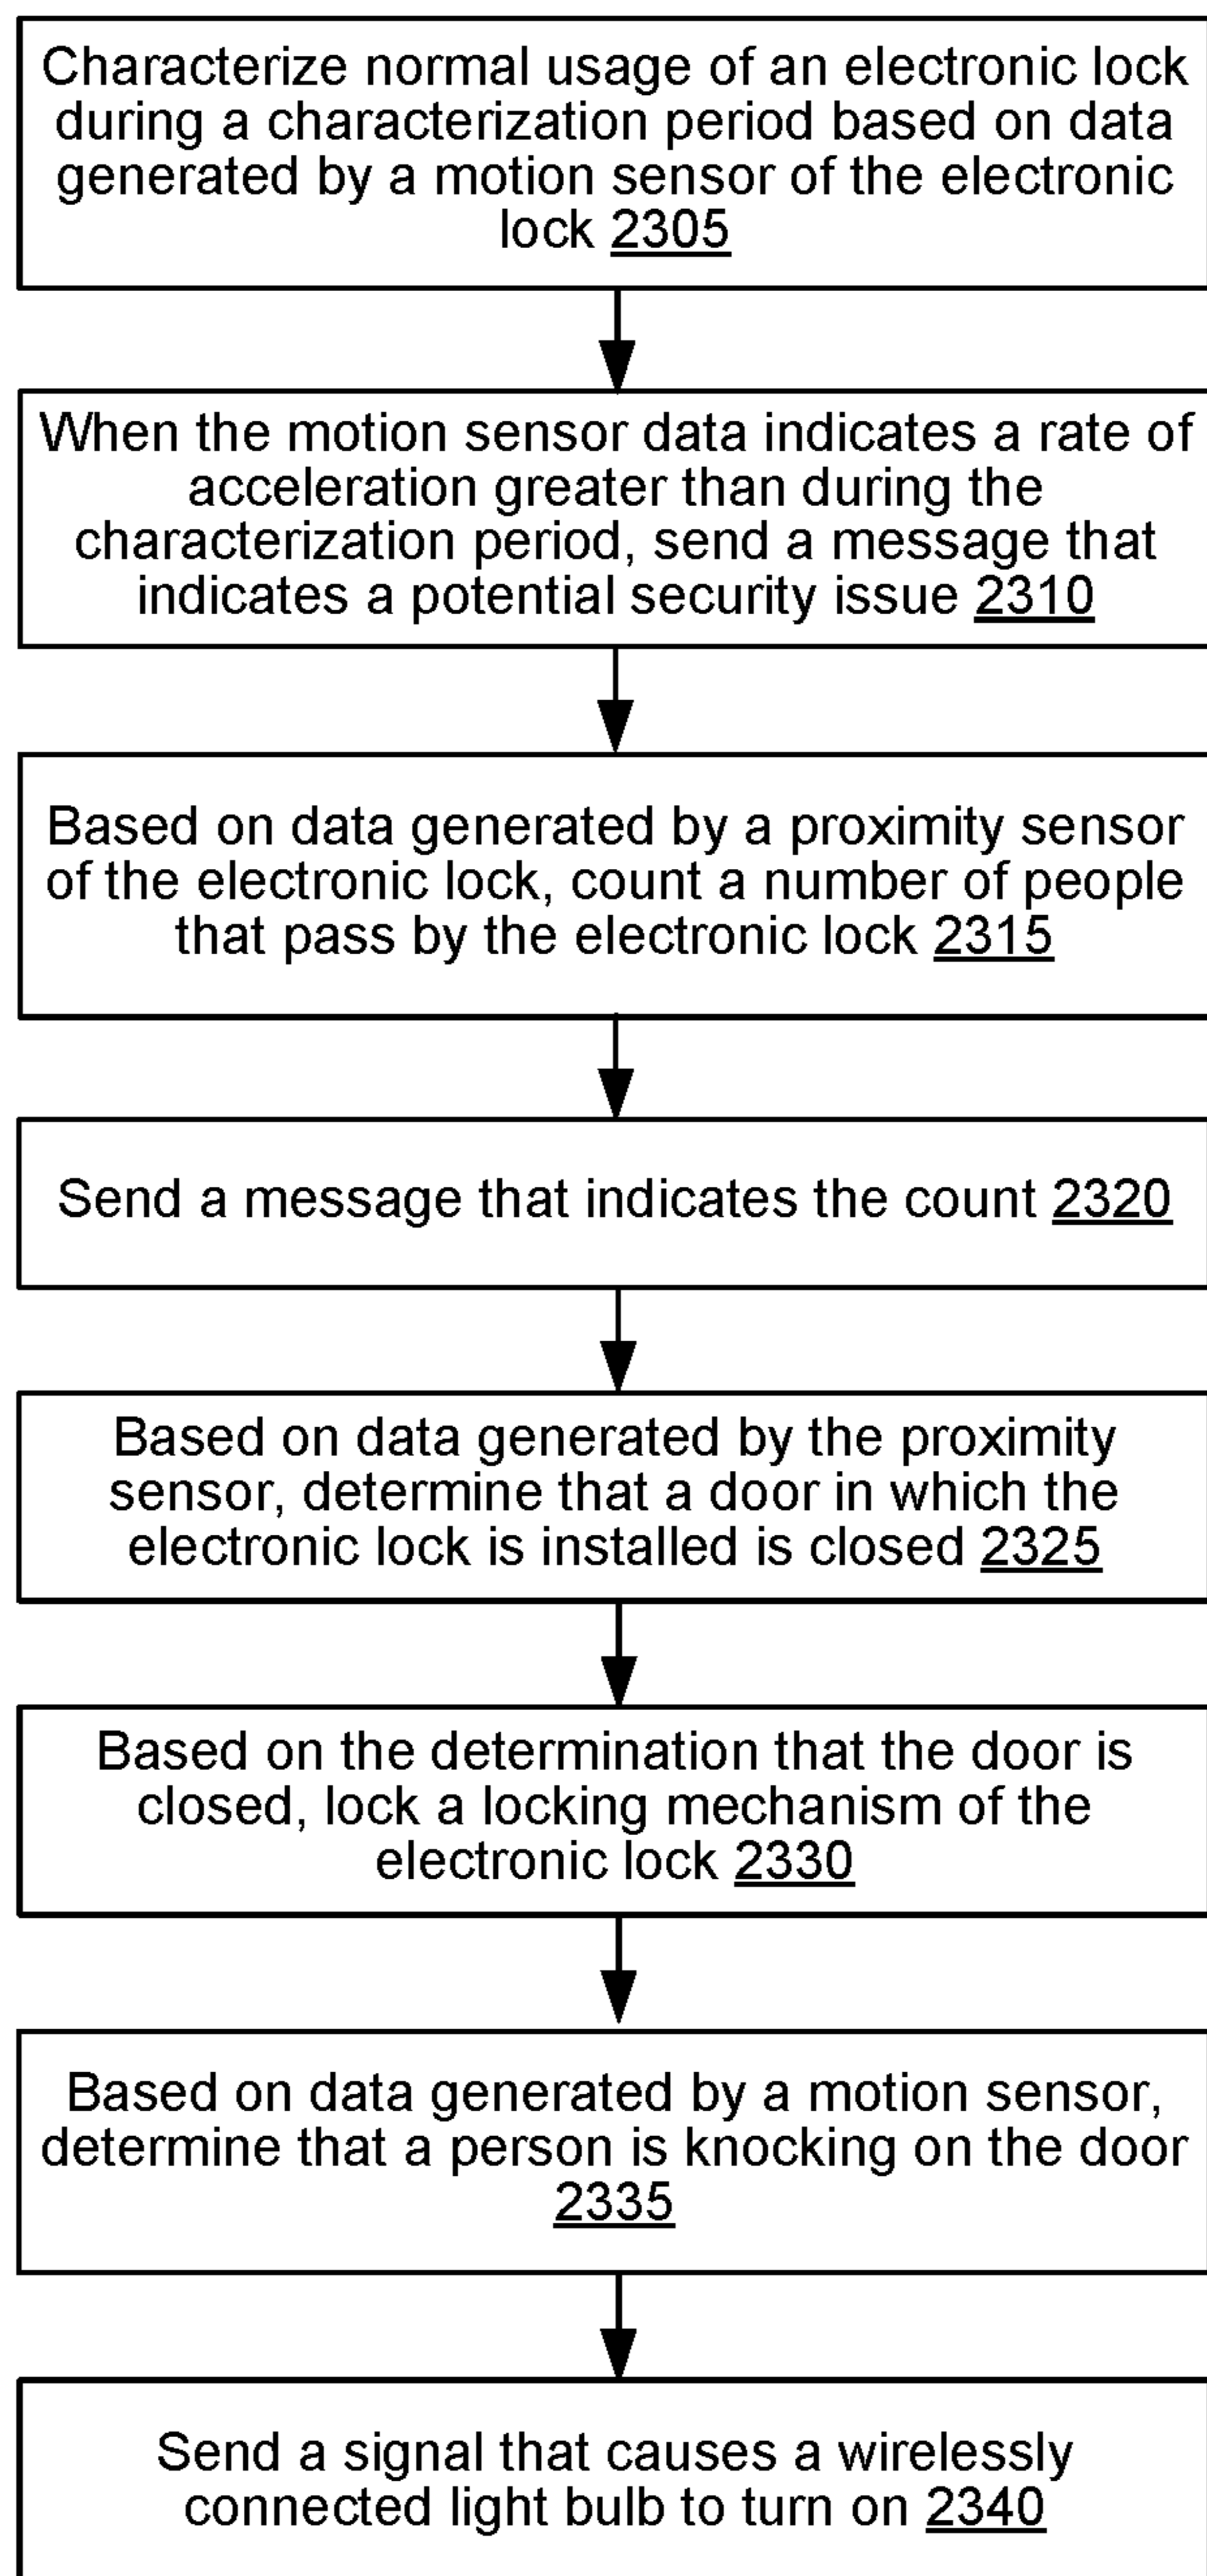 Characterize normal usage of an electronic lock
during a characterization period based on data
generated by a motion sensor of the electronic
lock 2305
When the motion sensor data indicates a rate of
acceleration greater than during the
characterization period, send a message that
indicates a potential security issue 2310
Based on data generated by a proximity sensor
of the electronic lock, count a number of people
that pass by the electronic lock 2315
Send a message that indicates the count 2320
Based on data generated by the proximity
sensor, determine that a door in which the
electronic lock is installed is closed 2325
Based on the determination that the door is
closed, lock a locking mechanism of the
electronic lock 2330
Based on data generated by a motion sensor,
determine that a person is knocking on the door
2335
Send a signal that causes a wirelessly
connected light bulb to turn on 2340